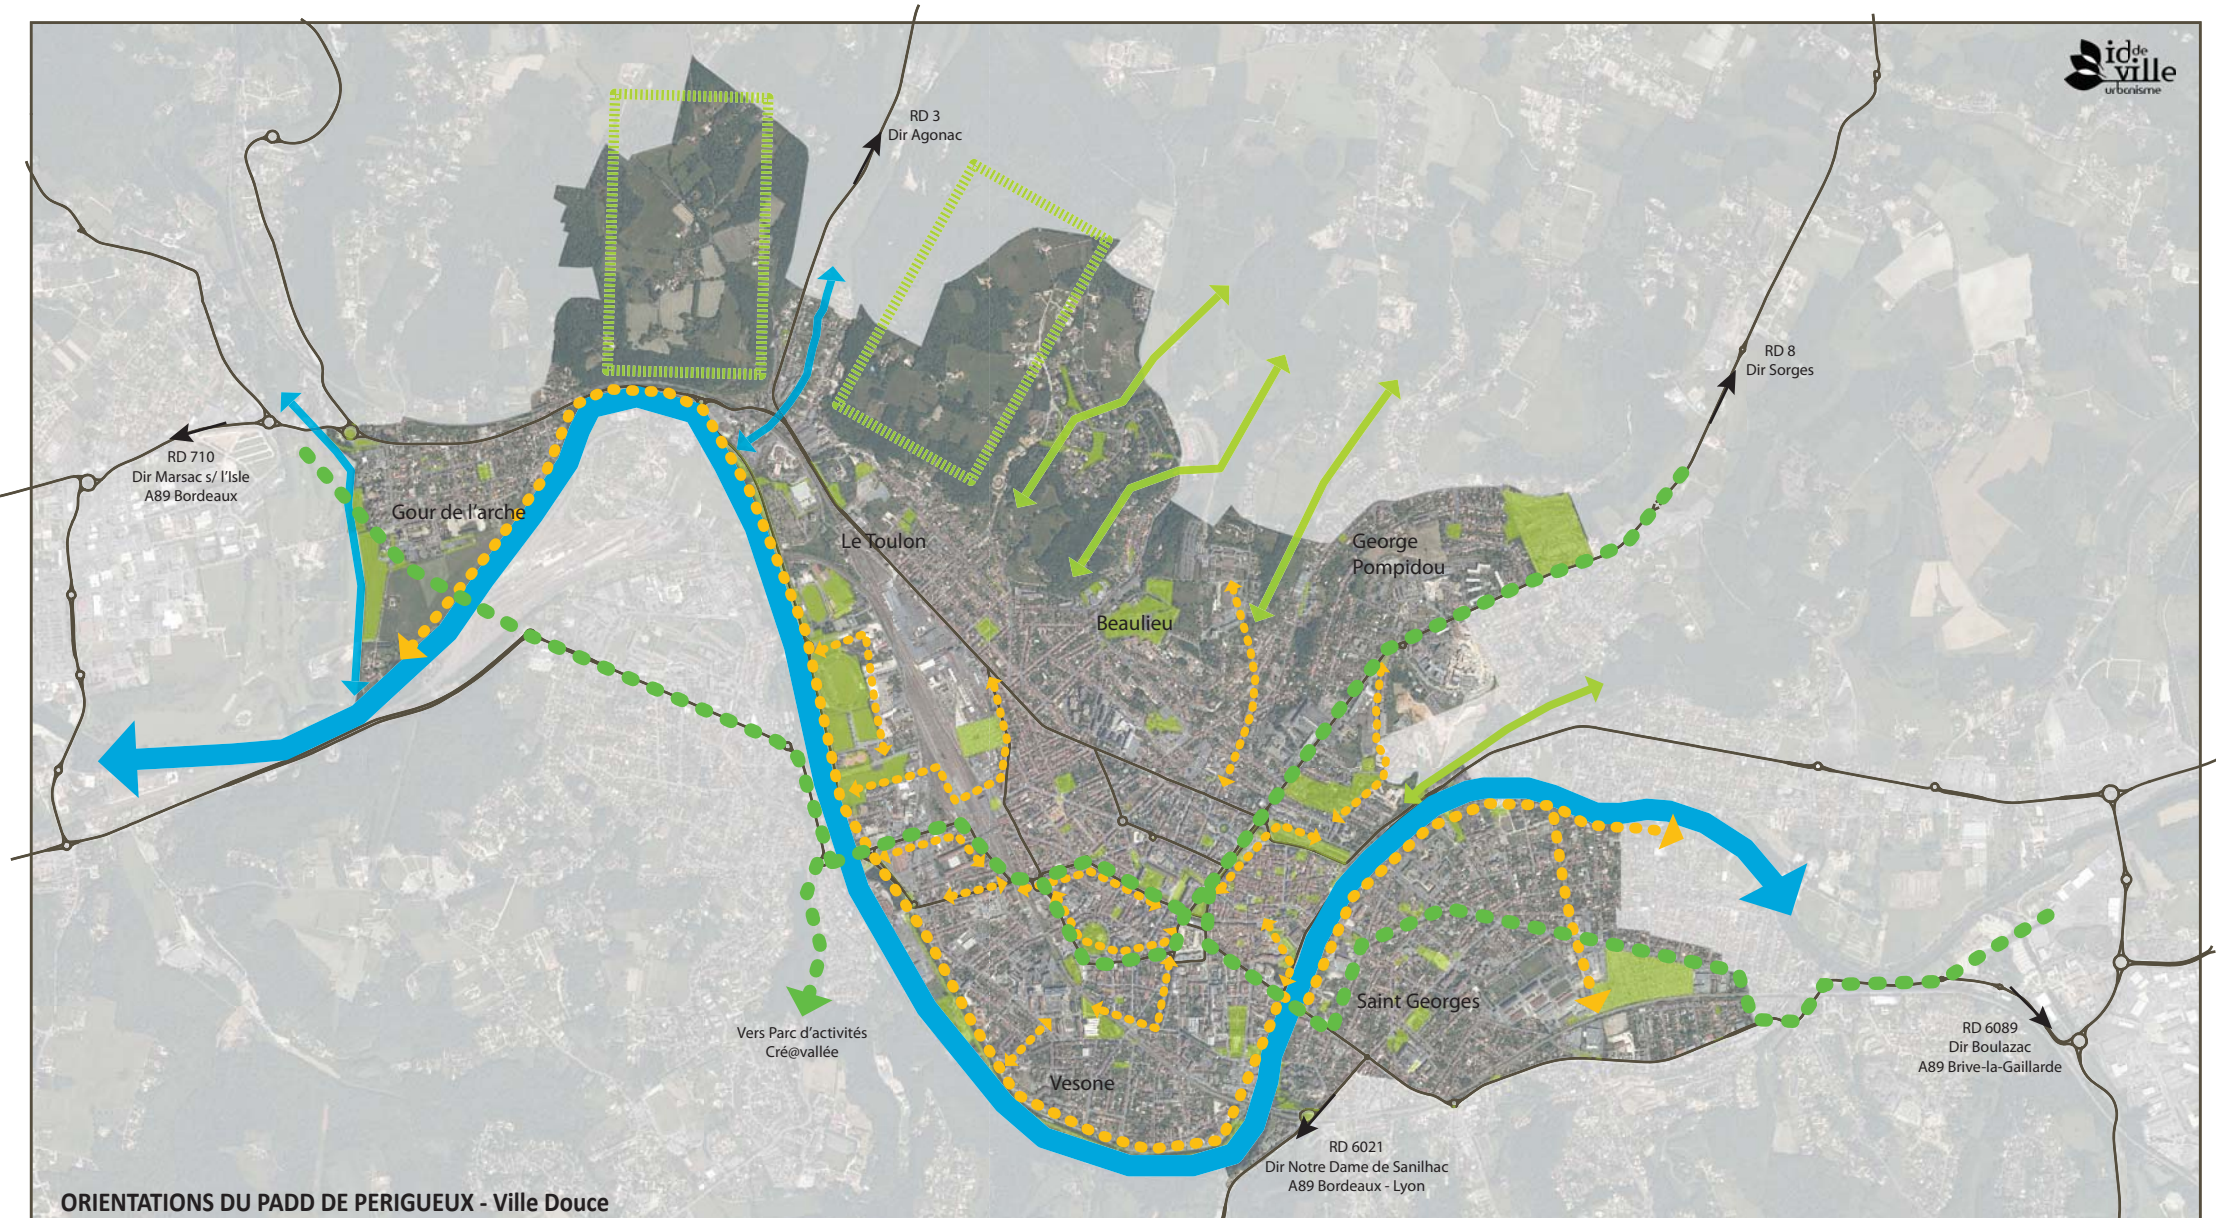 id de
ville
urbanisme
RD 3
Dir Agonac
RD 8
Dir Sorges
RD 710
Dir Marsac s/ l'Isle
A89 Bordeaux
Gour de l'arche
Le Toulon
George
Pompidou
Beaulieu
Saint Georges
Vers Parc d'activités
Cré@vallée
Vesone
RD 6089
Dir Boulazac
A89 Brive-la-Gaillarde
RD 6021
Dir Notre Dame de Sanilhac
A89 Bordeaux - Lyon
ORIENTATIONS DU PADD DE PERIGUEUX - Ville Douce